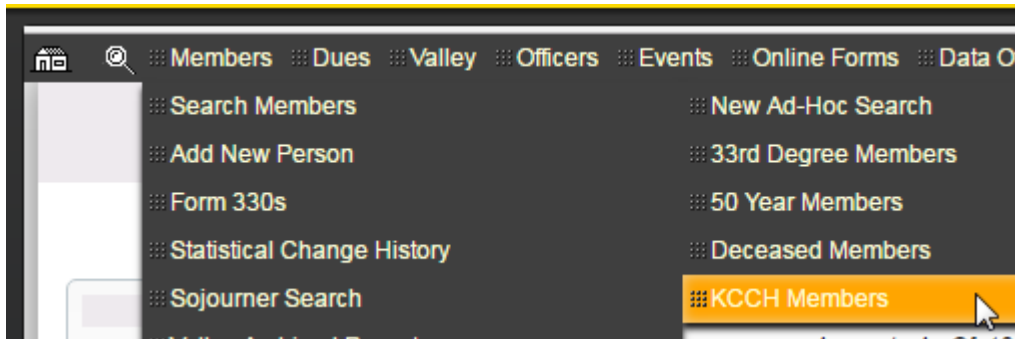 Members Dues Valley Officers Events Online Forms Data O
Search Members
Add New Person
Form 330s
Statistical Change History
Sojourner Search
New Ad-Hoc Search
33rd Degree Members
50 Year Members
Deceased Members
KCCH Members